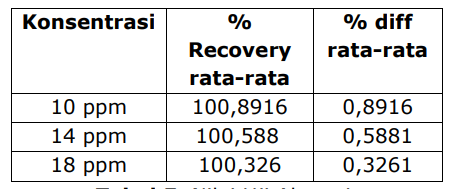 Konsentrasi % % diff
Recovery rata-rata
rata-rata
10 ppm 100,8916 0,8916
14 ppm 100,588 0,5881
18 ppm 100,326 0,3261